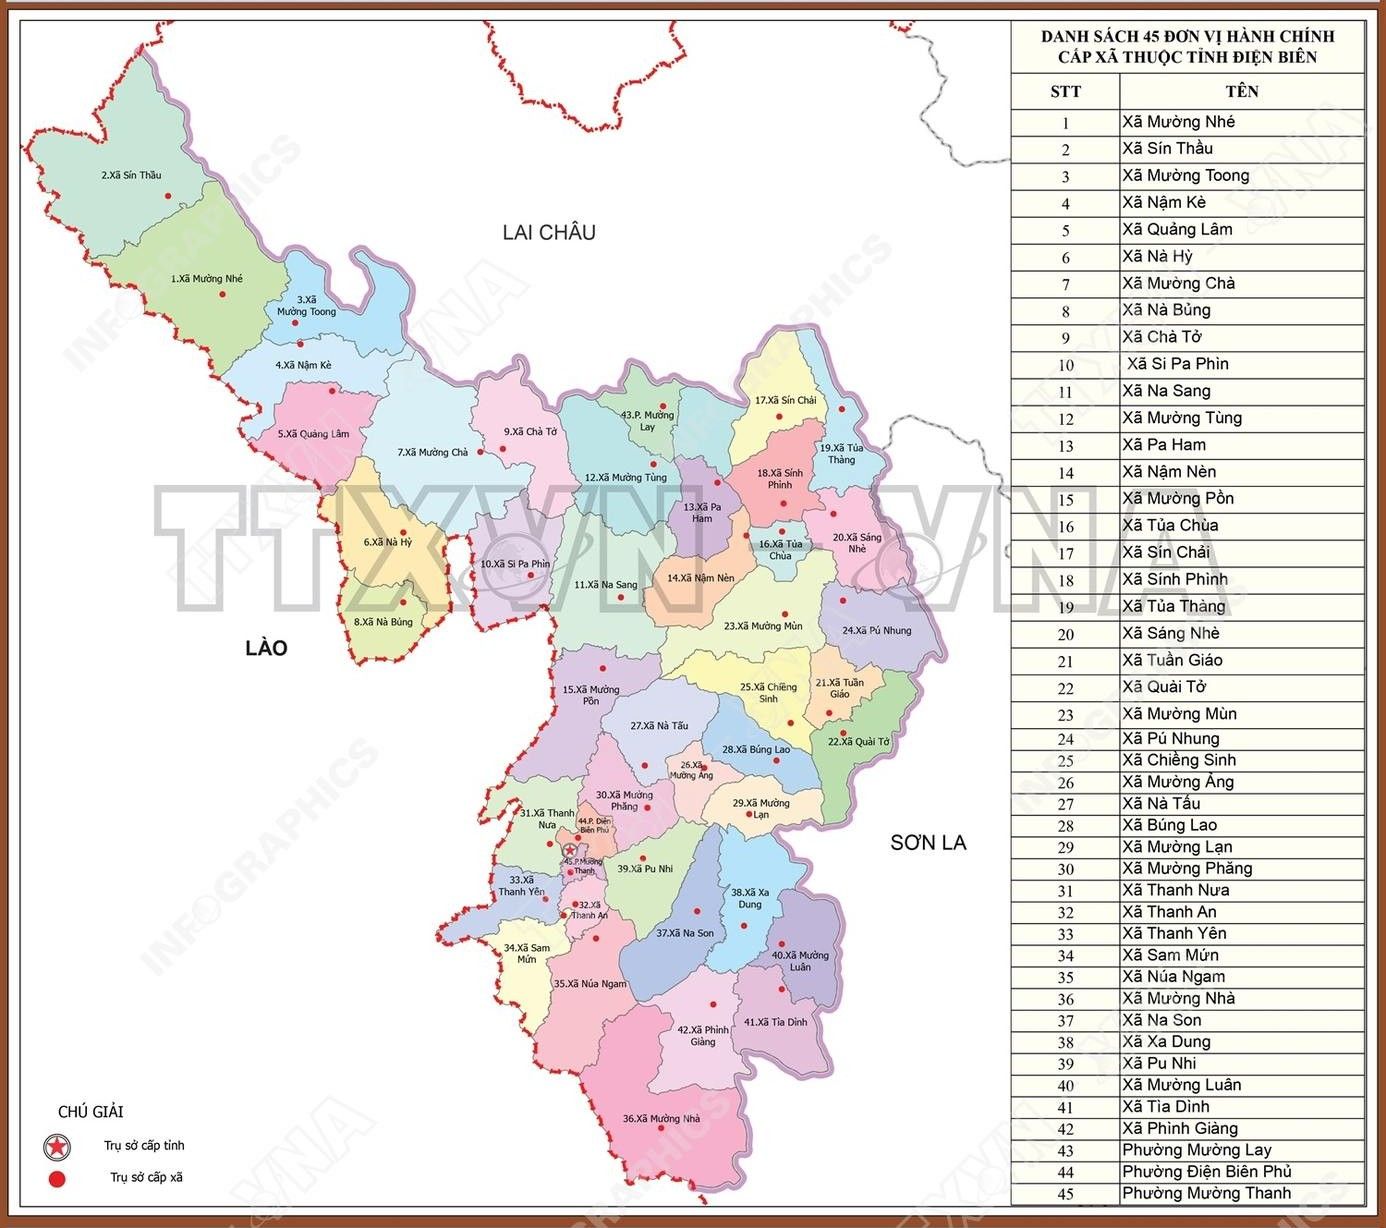 DANH SÁCH 45 ĐƠN VỊ HÀNH CHÍNH
CẤP XÃ THUỘC TỈNH ĐIỆN BIÊN
STT TÊN
1 Xã Mường Nhé
2 Xã Sín Thầu
3 Xã Mường Toong
4 Xã Nậm Kè
5 Xã Quảng Lâm
6 Xã Nà Hỳ
7 Xã Mường Chà
8 Xã Nà Bủng
9 Xã Chà Tở
10 Xã Si Pa Phìn
11 Xã Na Sang
12 Xã Mường Tùng
13 Xã Pa Ham
14 Xã Nậm Nèn
15 Xã Mường Pồn
16 Xã Tủa Chùa
17 Xã Sín Chải
18 Xã Sính Phình
19 Xã Tủa Thàng
20 Xã Sáng Nhè
21 Xã Tuần Giáo
22 Xã Quài Tở
23 Xã Mường Mùn
24 Xã Pú Nhung
25 Xã Chiềng Sinh
26 Xã Mường Ảng
27 Xã Nà Tấu
28 Xã Búng Lao
29 Xã Mường Lạn
30 Xã Mường Phăng
31 Xã Thanh Nưa
32 Xã Thanh An
33 Xã Thanh Yên
34 Xã Sam Mứn
35 Xã Núa Ngam
36 Xã Mường Nhà
37 Xã Na Son
38 Xã Xa Dung
39 Xã Pu Nhi
40 Xã Mường Luân
41 Xã Tìa Dình
42 Xã Phình Giàng
43 Phường Mường Lay
44 Phường Điện Biên Phủ
45 Phường Mường Thanh
LAI CHÂU
LÀO
SƠN LA
2.Xã Sín Thầu
1.Xã Mường Nhé
3.Xã
Mường Toong
4.Xã Nậm Kè
5.Xã Quảng Lâm
7.Xã Mường Chà
9.Xã Chà Tở
43.P. Mường
Lay
12.Xã Mường Tùng
17.Xã Sín Chải
19.Xã Tủa
Thàng
18.Xã Sính
Phình
13.Xã Pa
Ham
20.Xã Sáng
Nhè
16.Xã Tủa
Chùa
6.Xã Nà Hỳ
10.Xã Si Pa Phìn
11.Xã Na Sang
14.Xã Nậm Nèn
8.Xã Nà Bủng
23.Xã Mường Mùn
24.Xã Pú Nhung
15.Xã Mường
Pồn
25.Xã Chiềng
Sinh
21.Xã Tuần
Giáo
27.Xã Nà Tấu
28.Xã Búng Lao
22.Xã Quài Tở
26.Xã
Mường Ảng
30.Xã Mường
Phăng
29.Xã Mường
Lạn
31.Xã Thanh
Nưa
44.P. Điện
Biên Phủ
45.P.Mường
Thanh
39.Xã Pu Nhi
33.Xã
Thanh Yên
32.Xã
Thanh An
38.Xã Xa
Dung
37.Xã Na Son
34.Xã Sam
Mứn
40.Xã Mường
Luân
35.Xã Núa Ngam
42.Xã Phình
Giàng
41.Xã Tìa Dình
36.Xã Mường Nhà
CHÚ GIẢI
Trụ sở cấp tỉnh
Trụ sở cấp xã
TTXVN - VNA
INFOGRAPHICS